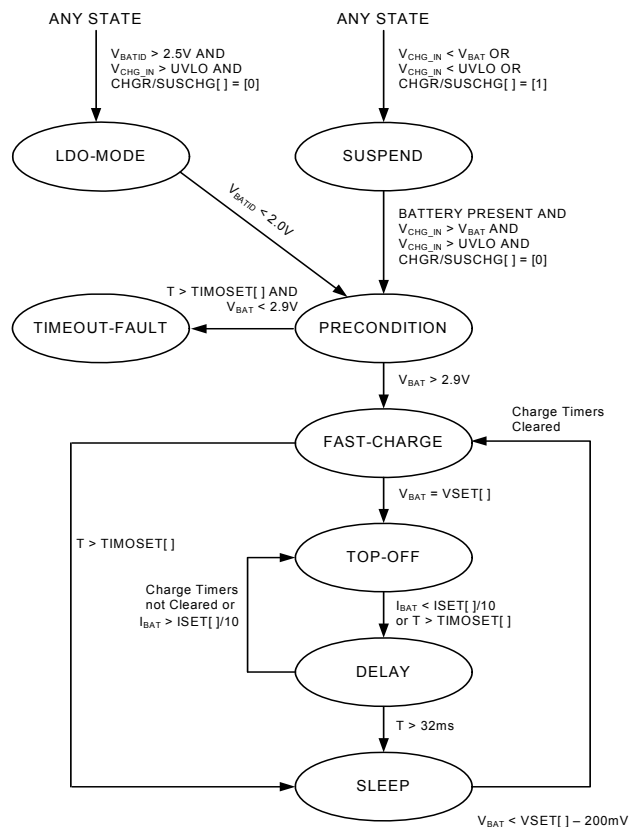 ANY STATE
ANY STATE
V_BATID > 2.5V AND
V_CHG_IN > UVLO AND
CHGR/SUSCHG[ ] = [0]
V_CHG_IN < V_BAT OR
V_CHG_IN < UVLO OR
CHGR/SUSCHG[ ] = [1]
LDO-MODE
SUSPEND
V_BATID < 2.0V
BATTERY PRESENT AND
V_CHG_IN > V_BAT AND
V_CHG_IN > UVLO AND
CHGR/SUSCHG[ ] = [0]
T > TIMOSET[ ] AND
V_BAT < 2.9V
TIMEOUT-FAULT
PRECONDITION
V_BAT > 2.9V
Charge Timers
Cleared
FAST-CHARGE
V_BAT = VSET[ ]
T > TIMOSET[ ]
TOP-OFF
Charge Timers
not Cleared or
I_BAT > ISET[ ]/10
I_BAT < ISET[ ]/10
or T > TIMOSET[ ]
DELAY
T > 32ms
SLEEP
V_BAT < VSET[ ] – 200mV